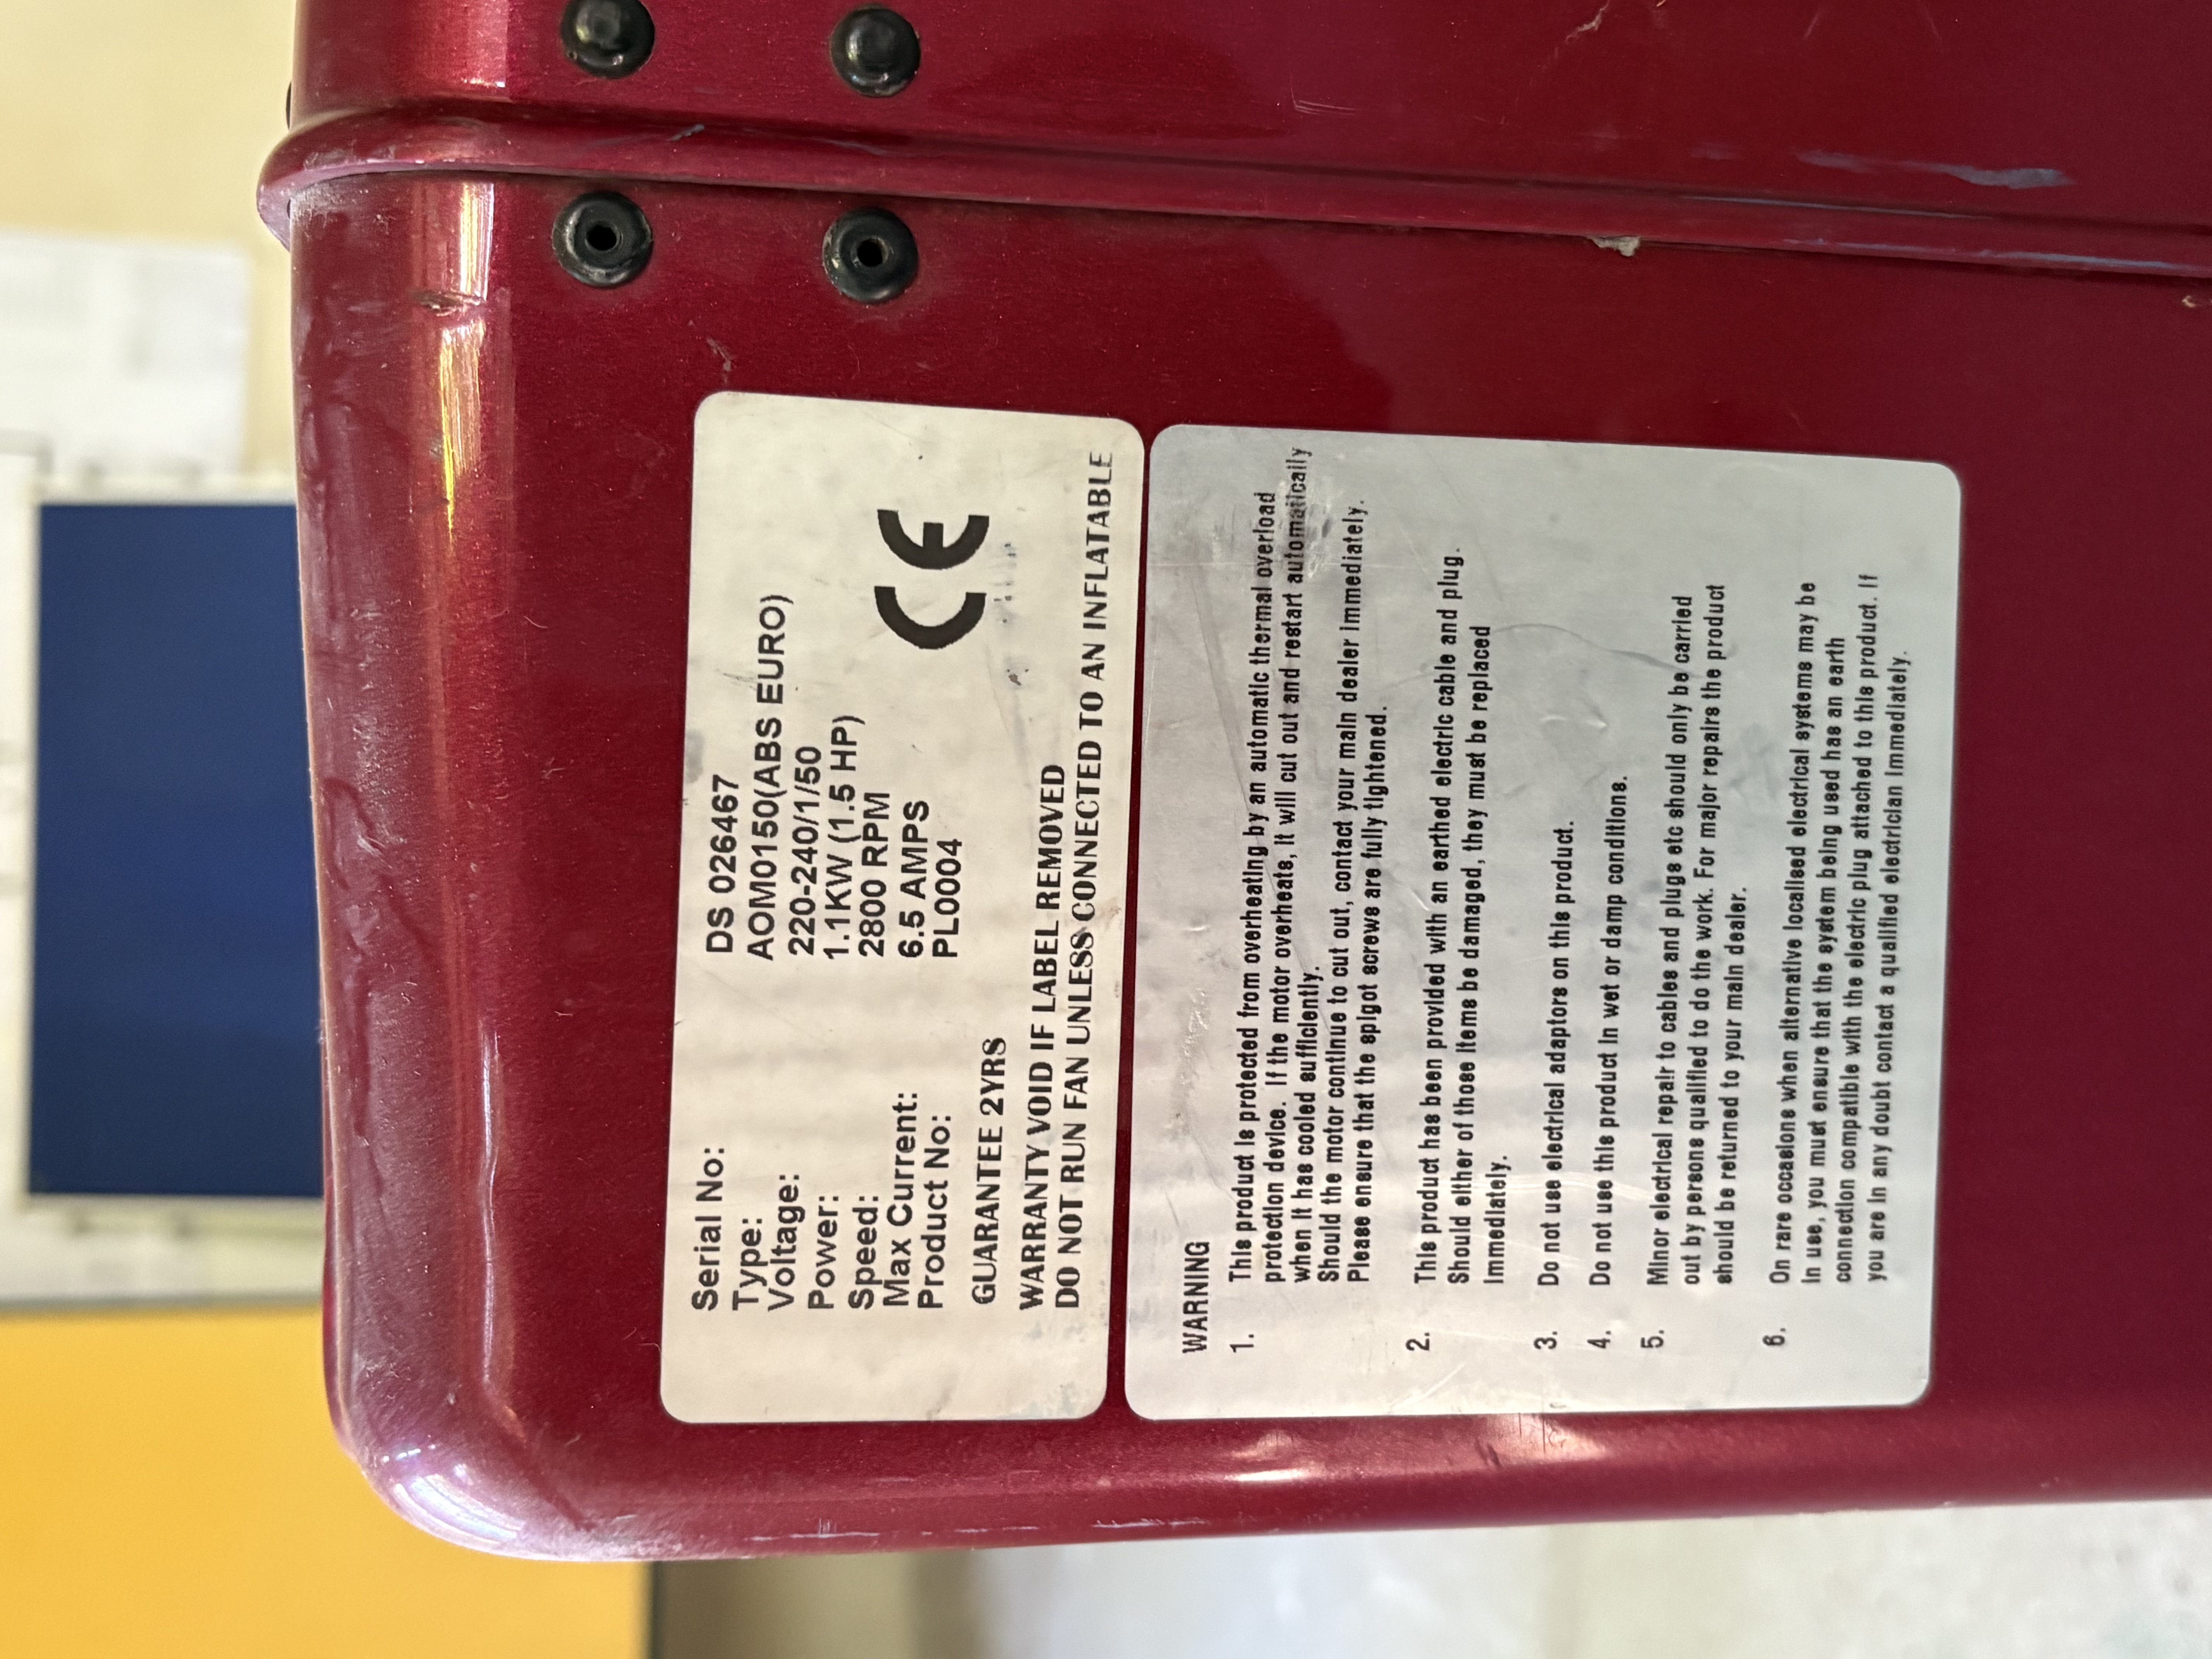 Serial No: DS 026467
Type: AOM0150(ABS EURO)
Voltage: 220-240/1/50
Power: 1.1KW (1.5 HP)
Speed: 2800 RPM
Max Current: 6.5 AMPS
Product No: PL0004
CE
GUARANTEE 2YRS
WARRANTY VOID IF LABEL REMOVED
DO NOT RUN FAN UNLESS CONNECTED TO AN INFLATABLE
WARNING
1. This product is protected from overheating by an automatic thermal overload
protection device. If the motor overheats, it will cut out and restart automatically
when it has cooled sufficiently.
Should the motor continue to cut out, contact your main dealer immediately.
Please ensure that the spigot screws are fully tightened.
2. This product has been provided with an earthed electric cable and plug.
Should either of those items be damaged, they must be replaced
immediately.
3. Do not use electrical adaptors on this product.
4. Do not use this product in wet or damp conditions.
5. Minor electrical repair to cables and plugs etc should only be carried
out by persons qualified to do the work. For major repairs the product
should be returned to your main dealer.
6. On rare occasions when alternative localised electrical systems may be
in use, you must ensure that the system being used has an earth
connection compatible with the electric plug attached to this product. If
you are in any doubt contact a qualified electrician immediately.